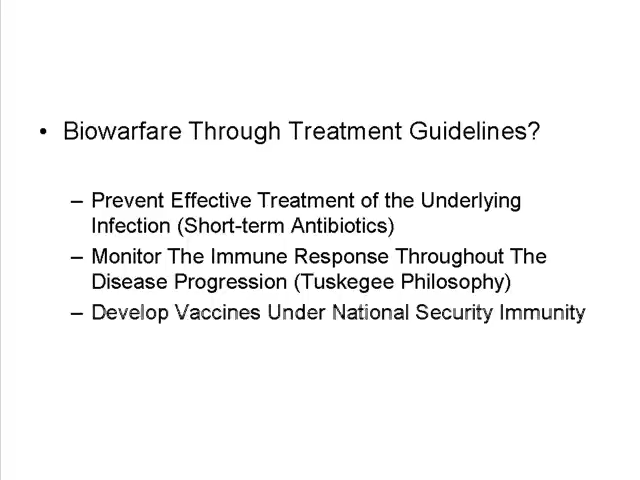 • Biowarfare Through Treatment Guidelines?
– Prevent Effective Treatment of the Underlying
Infection (Short-term Antibiotics)
– Monitor The Immune Response Throughout The
Disease Progression (Tuskegee Philosophy)
– Develop Vaccines Under National Security Immunity